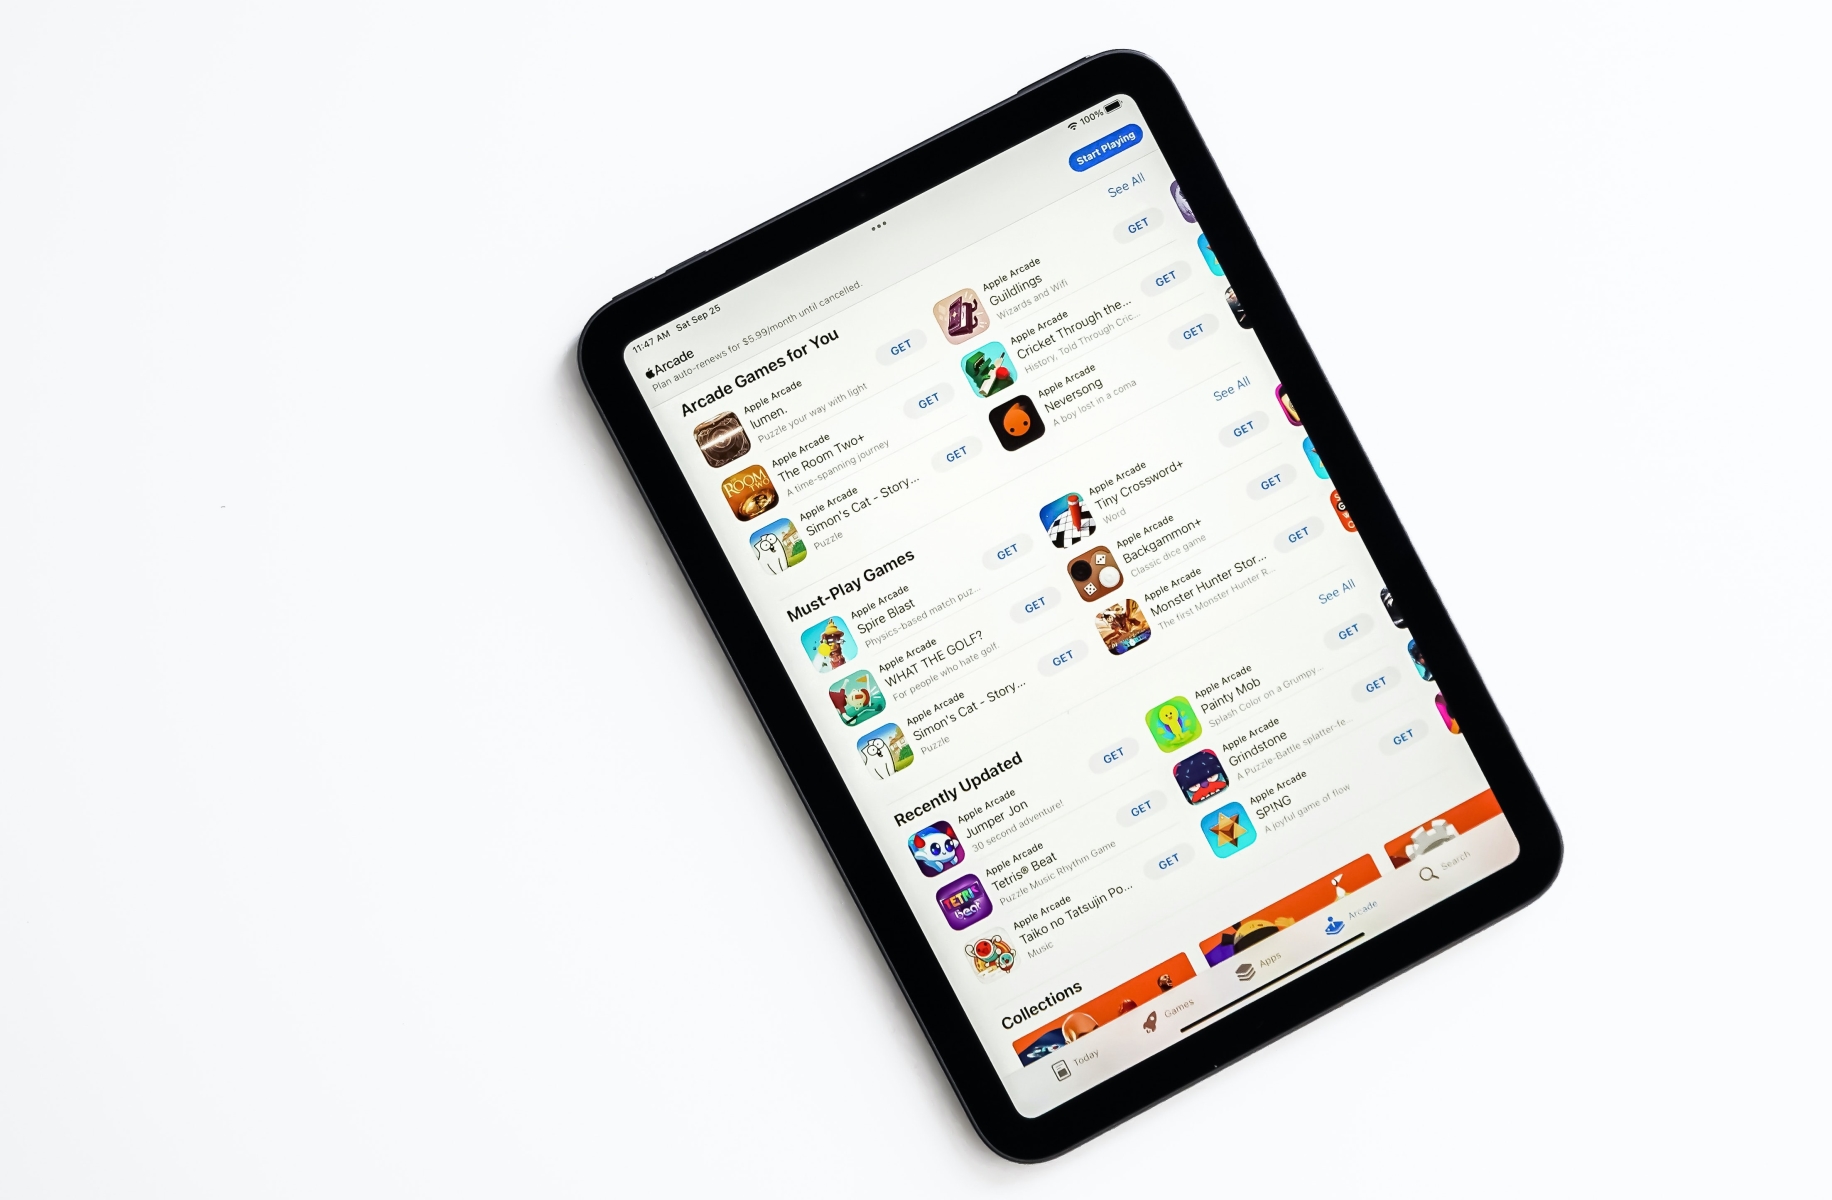 11:47 AM Sat Sep 25
100%
Arcade
Plan auto-renews for $5.99/month until cancelled.
Start Playing
Arcade Games for You
See All
Apple Arcade
lumen.
Puzzle your way with light
GET
Apple Arcade
The Room Two+
A time-spanning journey
GET
Apple Arcade
Simon's Cat - Story...
Puzzle
GET
Apple Arcade
Guildlings
Wizards and Wifi
GET
Apple Arcade
Cricket Through the...
History, Told Through Cric...
GET
Apple Arcade
Neversong
A boy lost in a coma
GET
ROOM
TWO
Must-Play Games
See All
Apple Arcade
Spire Blast
Physics-based match puz...
GET
Apple Arcade
WHAT THE GOLF?
For people who hate golf.
GET
Apple Arcade
Simon's Cat - Story...
Puzzle
GET
Apple Arcade
Tiny Crossword+
Word
GET
Apple Arcade
Backgammon+
Classic dice game
GET
Apple Arcade
Monster Hunter Stor...
The first Monster Hunter R...
GET
Recently Updated
See All
Apple Arcade
Jumper Jon
30 second adventure!
GET
Apple Arcade
Tetris® Beat
Puzzle Music Rhythm Game
GET
Apple Arcade
Taiko no Tatsujin Po...
Music
GET
Apple Arcade
Painty Mob
Splash Color on a Grumpy...
GET
Apple Arcade
Grindstone
A Puzzle-Battle splatter-fe...
GET
Apple Arcade
SP!NG
A joyful game of flow
GET
TETRIS
beat
Collections
Today
Games
Apps
Arcade
Search